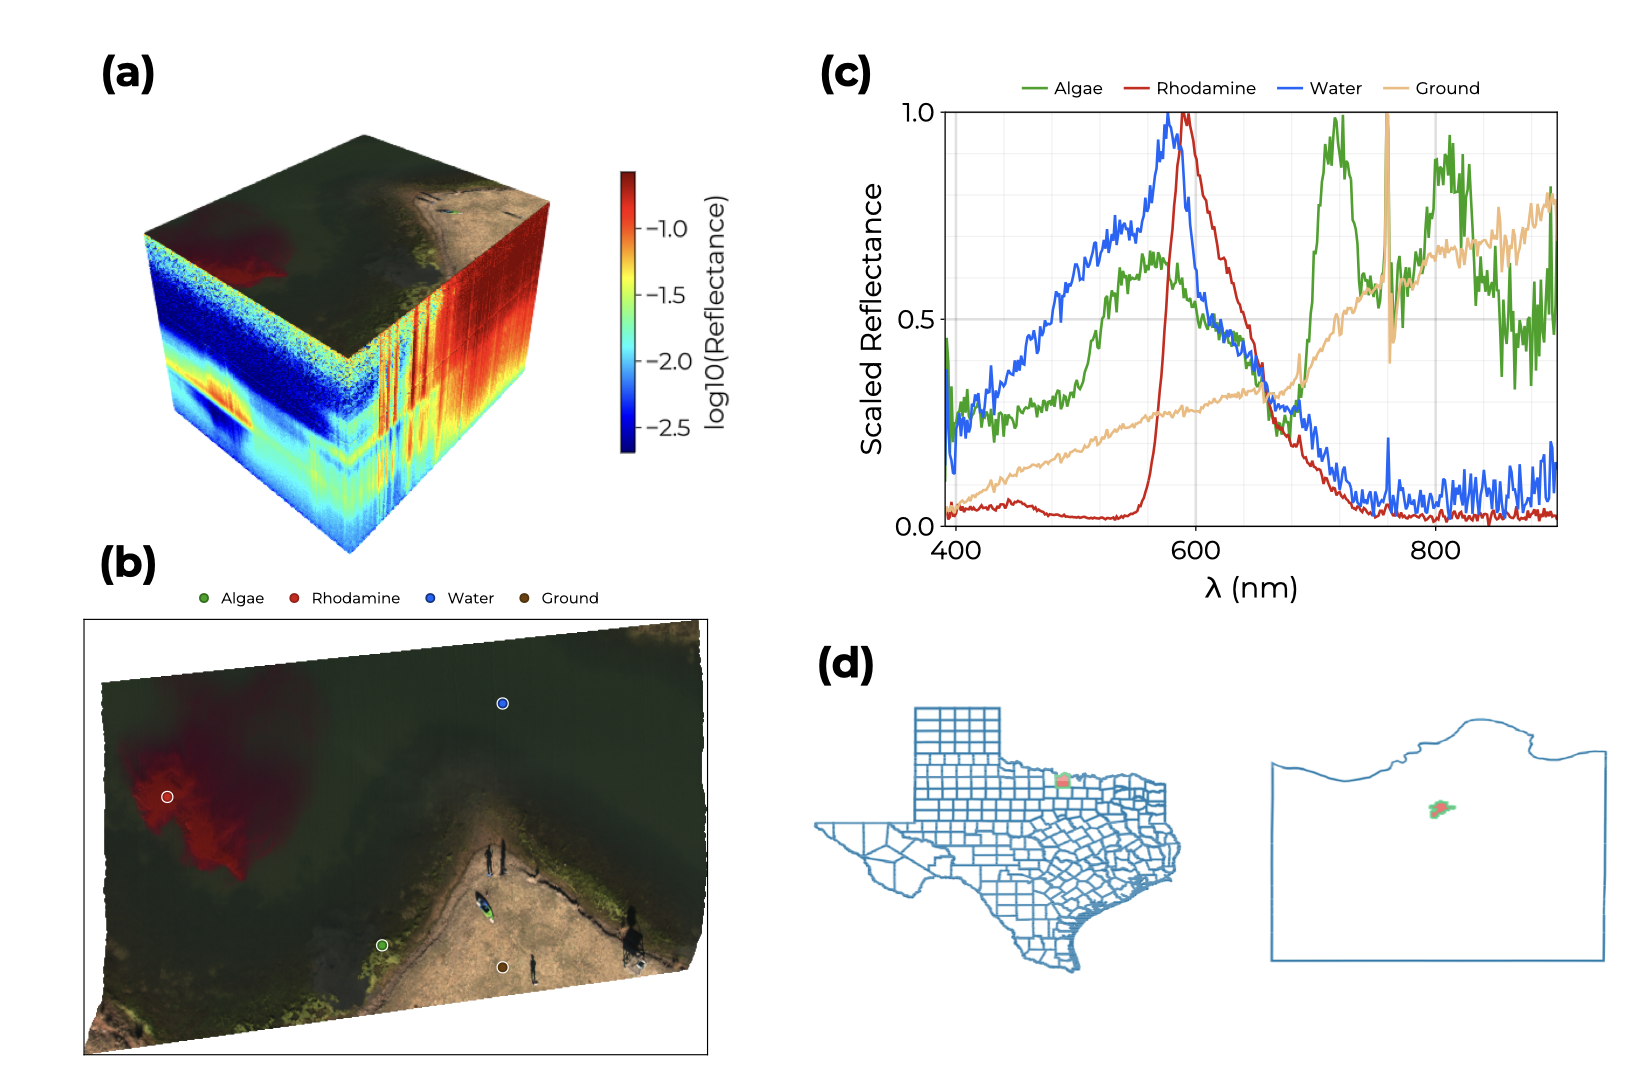 (a)
−1.0
−1.5
−2.0
−2.5
log10(Reflectance)
(b)
Algae Rhodamine Water Ground
(c)
Algae Rhodamine Water Ground
1.0
0.5
0.0
Scaled Reflectance
400 600 800
λ (nm)
(d)